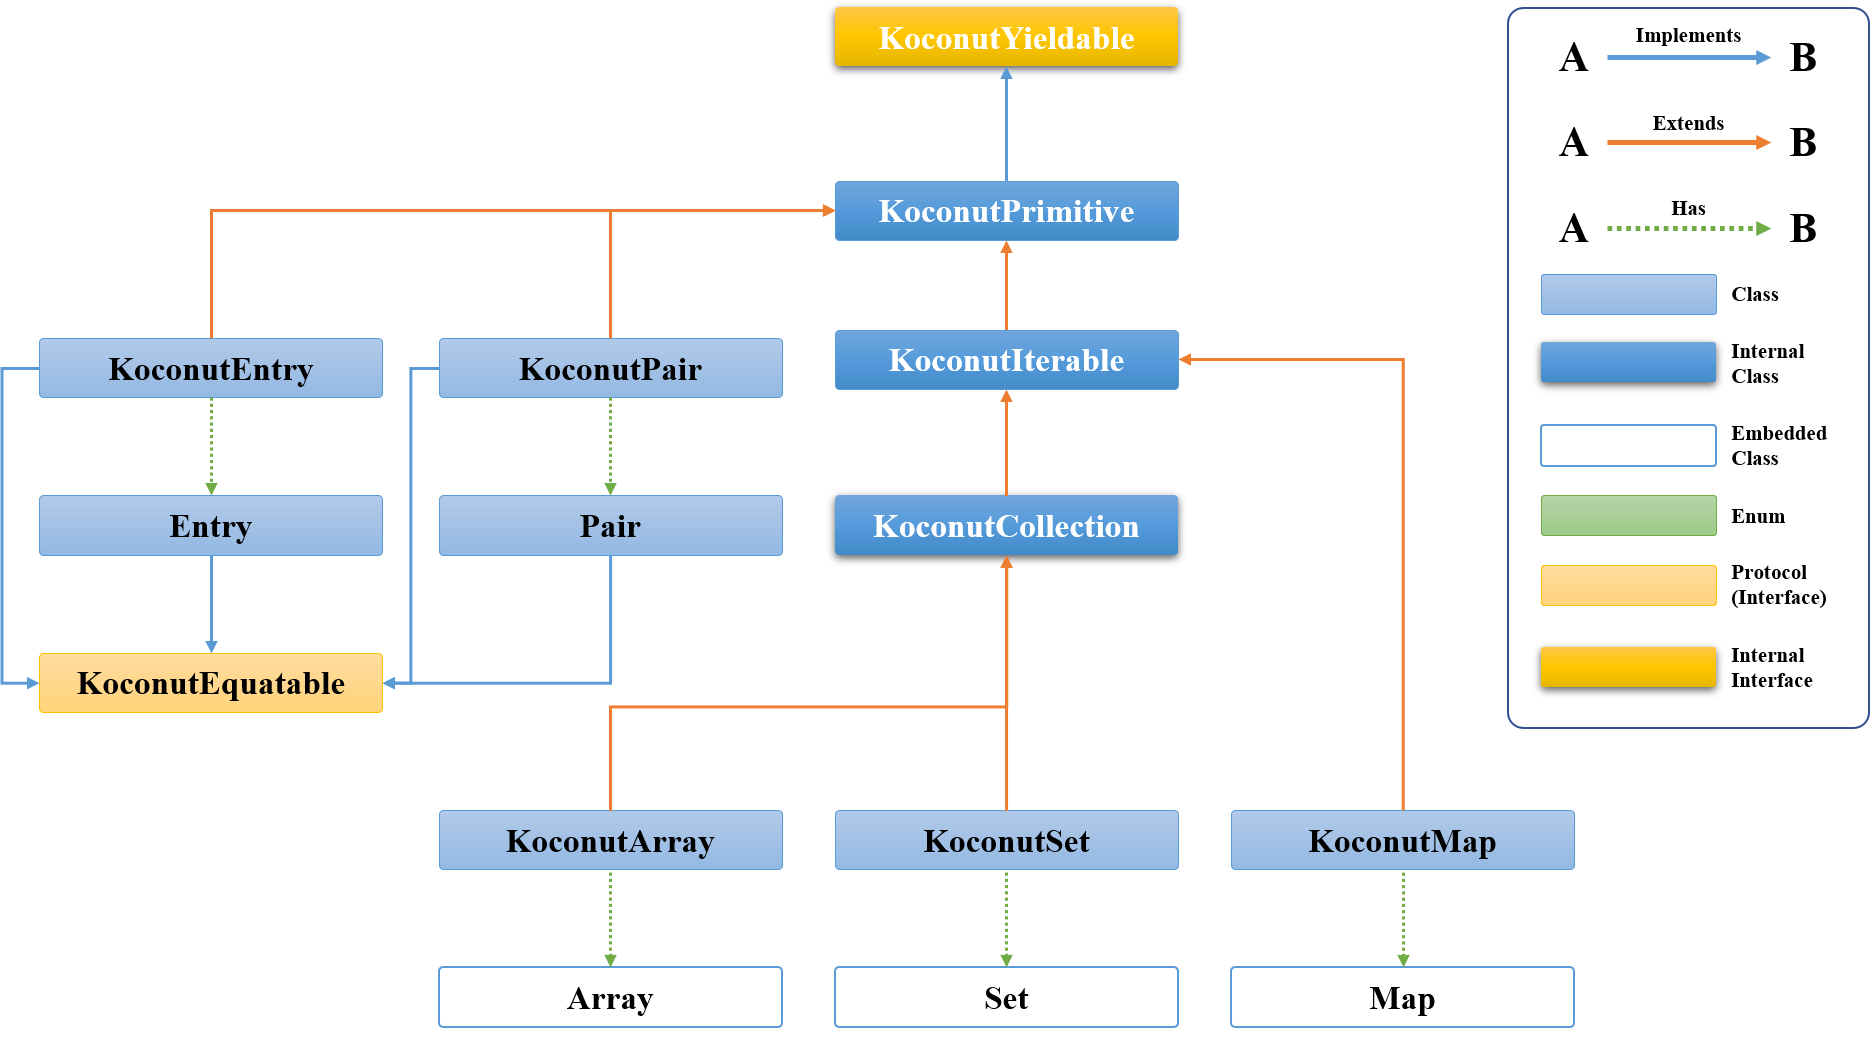 KoconutYieldable
KoconutPrimitive
KoconutEntry
KoconutPair
KoconutIterable
Entry
Pair
KoconutCollection
KoconutEquatable
KoconutArray
KoconutSet
KoconutMap
Array
Set
Map
Implements
A B
Extends
A B
Has
A B
Class
Internal
Class
Embedded
Class
Enum
Protocol
(Interface)
Internal
Interface